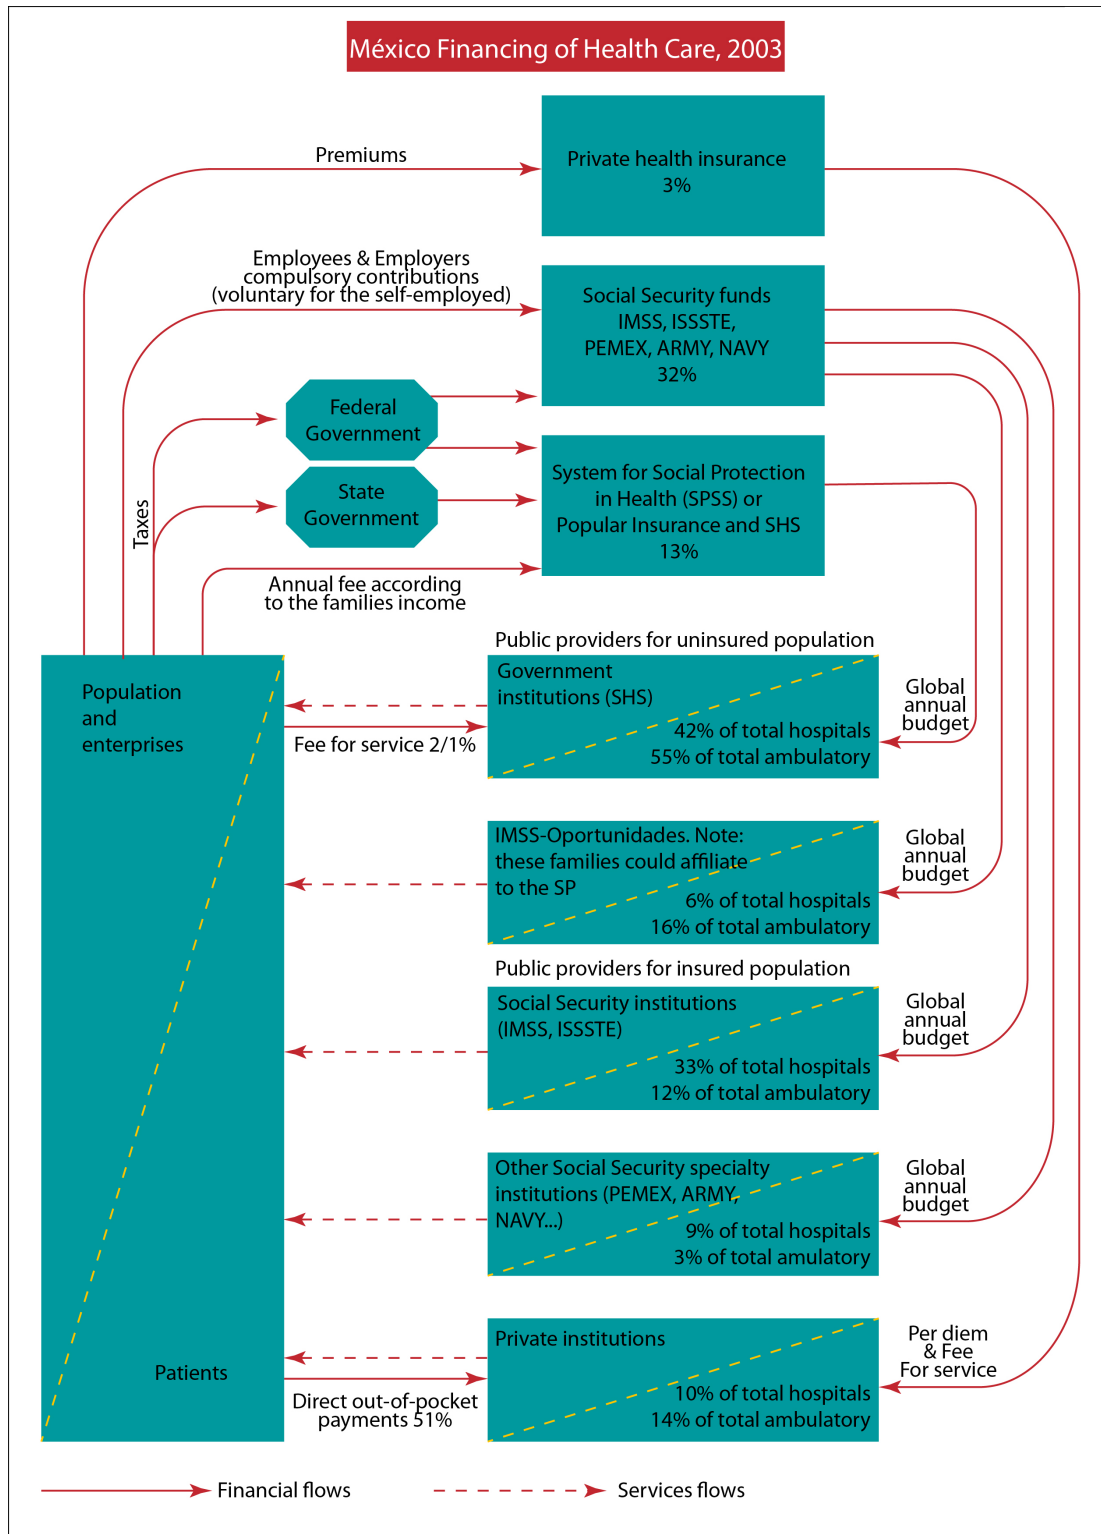 México Financing of Health Care, 2003
Premiums
Private health insurance
3%
Employees & Employers
compulsory contributions
(voluntary for the self-employed)
Social Security funds
IMSS, ISSSTE,
PEMEX, ARMY, NAVY
32%
Federal
Government
State
Government
Taxes
System for Social Protection
in Health (SPSS) or
Popular Insurance and SHS
13%
Annual fee according
to the families income
Population
and
enterprises
Public providers for uninsured population
Government
institutions (SHS)
42% of total hospitals
55% of total ambulatory
Global
annual
budget
Fee for service 2/1%
IMSS-Oportunidades. Note:
these families could affiliate
to the SP
6% of total hospitals
16% of total ambulatory
Global
annual
budget
Public providers for insured population
Social Security institutions
(IMSS, ISSSTE)
33% of total hospitals
12% of total ambulatory
Global
annual
budget
Other Social Security specialty
institutions (PEMEX, ARMY,
NAVY...)
9% of total hospitals
3% of total amulatory
Global
annual
budget
Private institutions
10% of total hospitals
14% of total ambulatory
Per diem
& Fee
For service
Patients
Direct out-of-pocket
payments 51%
Financial flows
Services flows